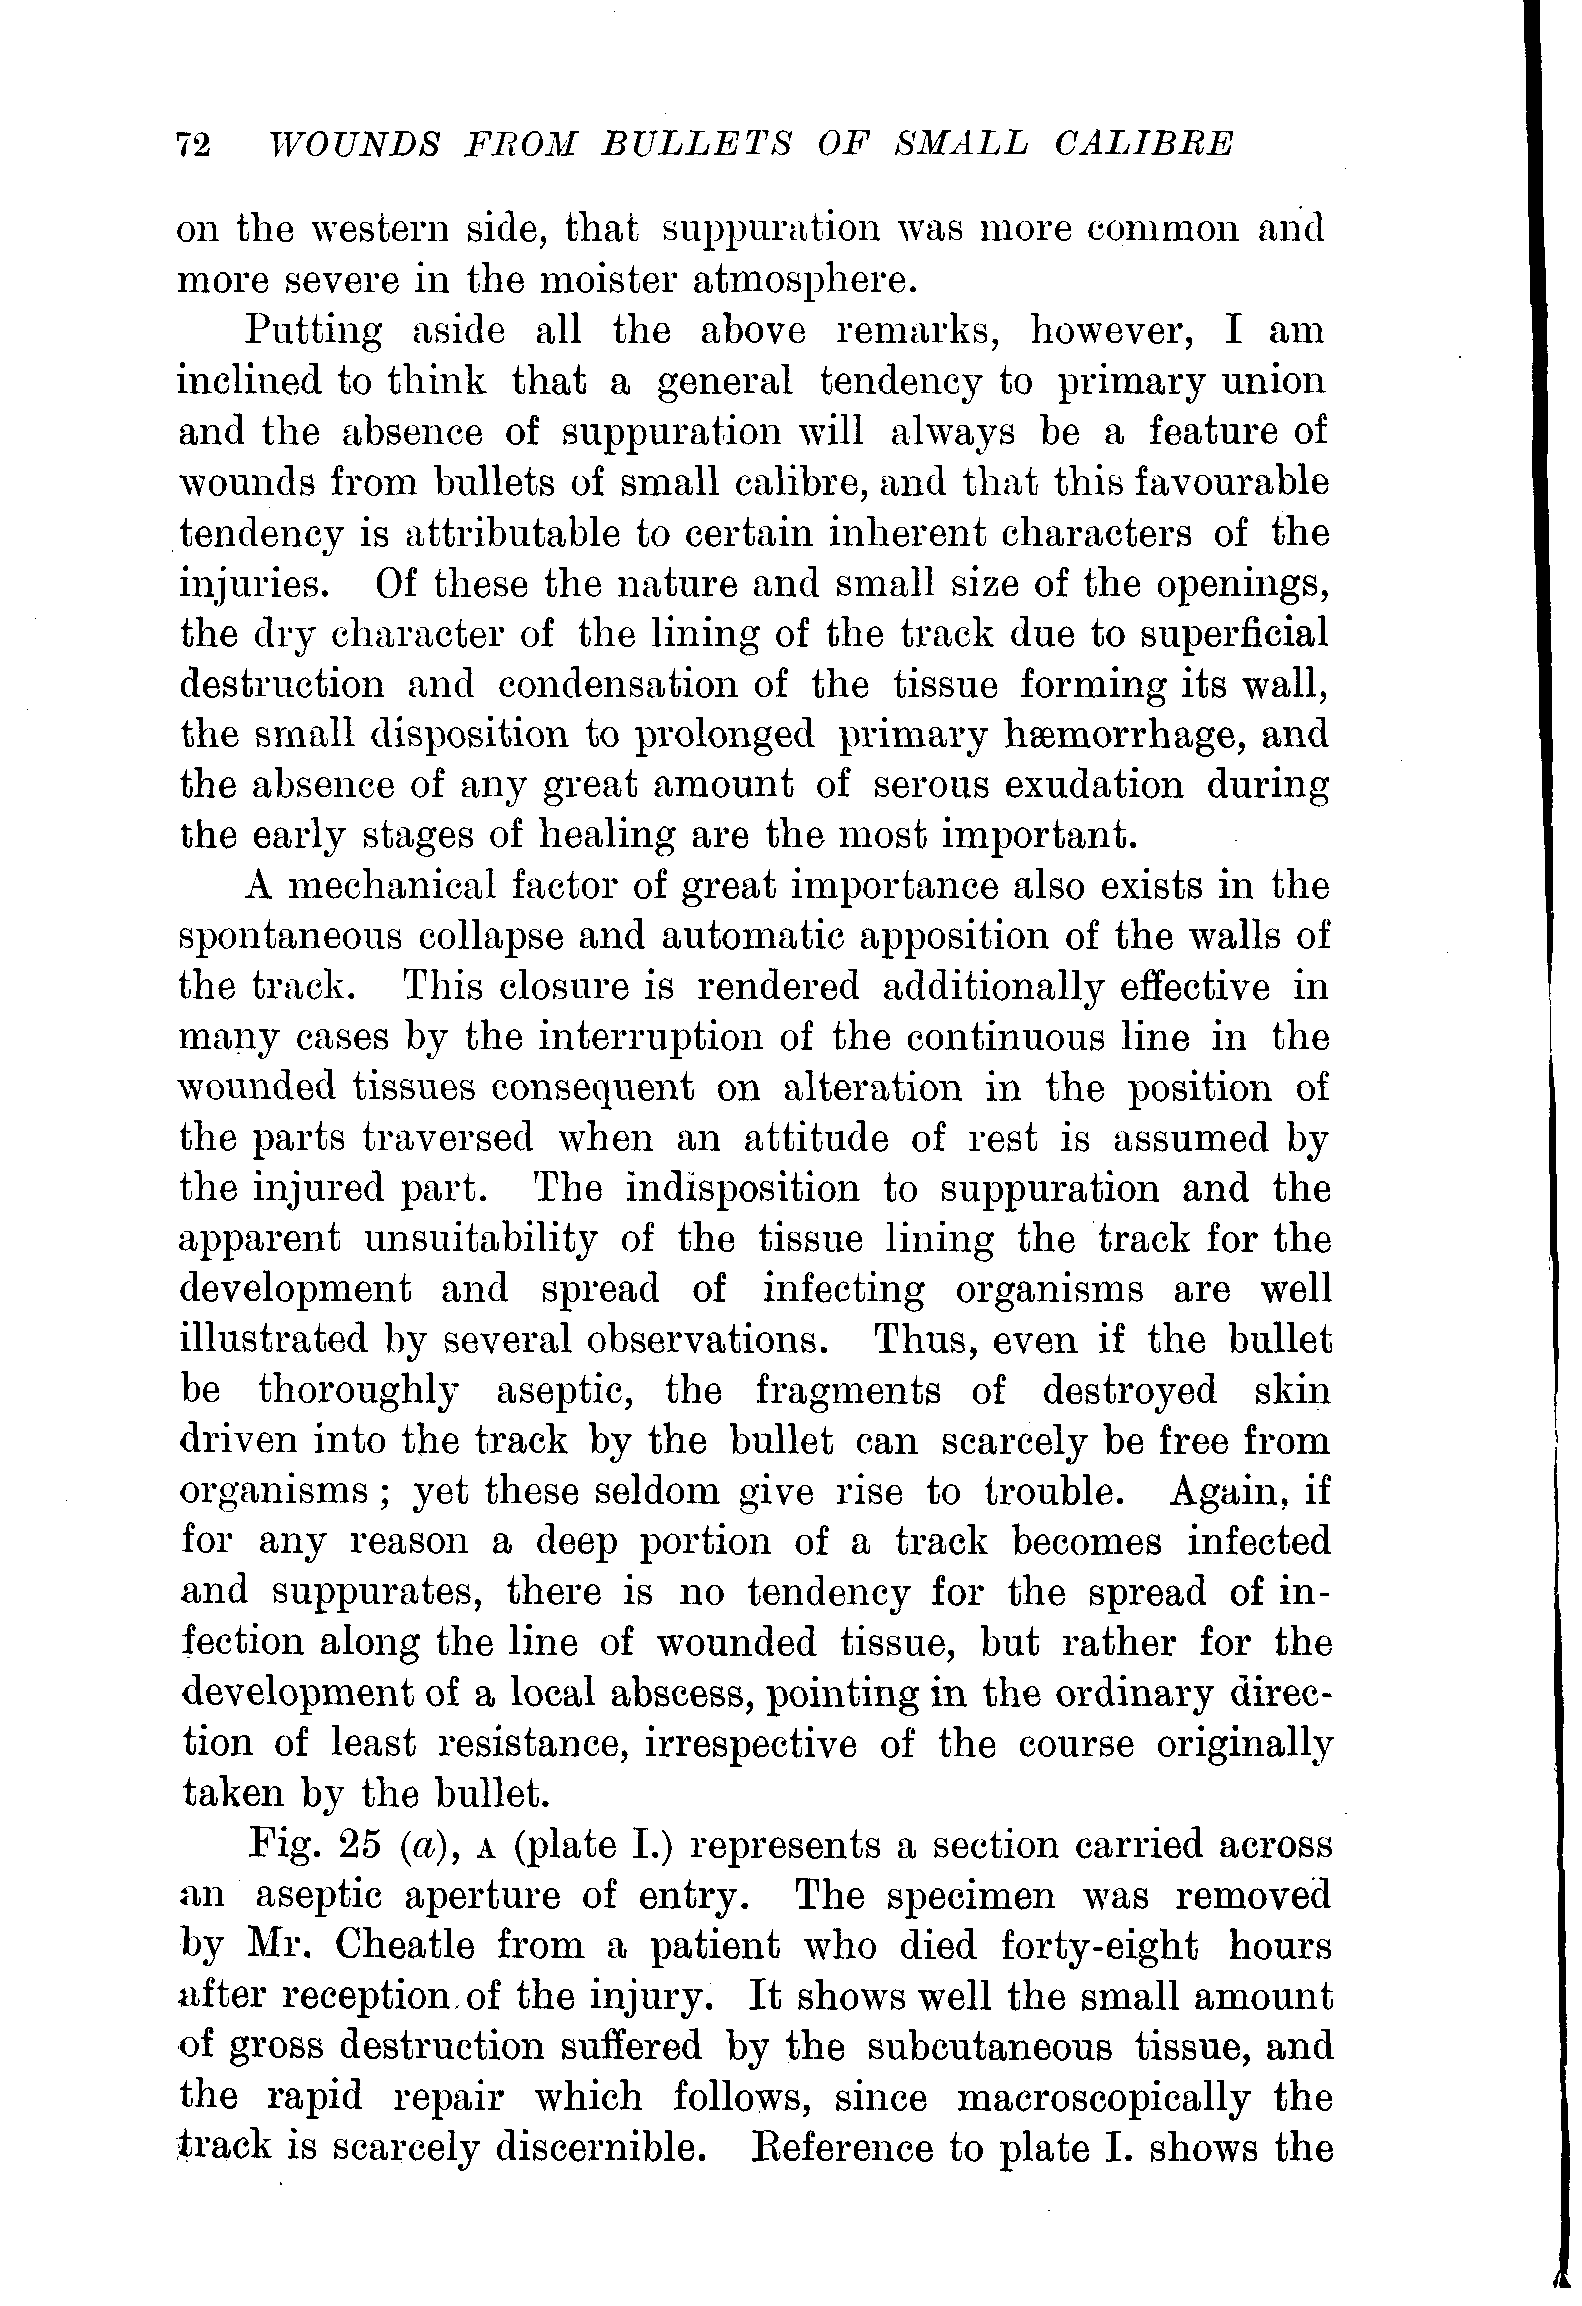 72 WOUNDS FROM BULLETS OF SMALL CALIBRE
on the western side, that suppuration was more common and
more severe in the moister atmosphere.
Putting aside all the above remarks, however, I am
inclined to think that a general tendency to primary union
and the absence of suppuration will always be a feature of
wounds from bullets of small calibre, and that this favourable
tendency is attributable to certain inherent characters of the
injuries. Of these the nature and small size of the openings,
the dry character of the lining of the track due to superficial
destruction and condensation of the tissue forming its wall,
the small disposition to prolonged primary hæmorrhage, and
the absence of any great amount of serous exudation during
the early stages of healing are the most important.
A mechanical factor of great importance also exists in the
spontaneous collapse and automatic apposition of the walls of
the track. This closure is rendered additionally effective in
many cases by the interruption of the continuous line in the
wounded tissues consequent on alteration in the position of
the parts traversed when an attitude of rest is assumed by
the injured part. The indisposition to suppuration and the
apparent unsuitability of the tissue lining the track for the
development and spread of infecting organisms are well
illustrated by several observations. Thus, even if the bullet
be thoroughly aseptic, the fragments of destroyed skin
driven into the track by the bullet can scarcely be free from
organisms ; yet these seldom give rise to trouble. Again, if
for any reason a deep portion of a track becomes infected
and suppurates, there is no tendency for the spread of in-
fection along the line of wounded tissue, but rather for the
development of a local abscess, pointing in the ordinary direc-
tion of least resistance, irrespective of the course originally
taken by the bullet.
Fig. 25 (a), A (plate I.) represents a section carried across
an aseptic aperture of entry. The specimen was removed
by Mr. Cheatle from a patient who died forty-eight hours
after reception of the injury. It shows well the small amount
of gross destruction suffered by the subcutaneous tissue, and
the rapid repair which follows, since macroscopically the
track is scarcely discernible. Reference to plate I. shows the